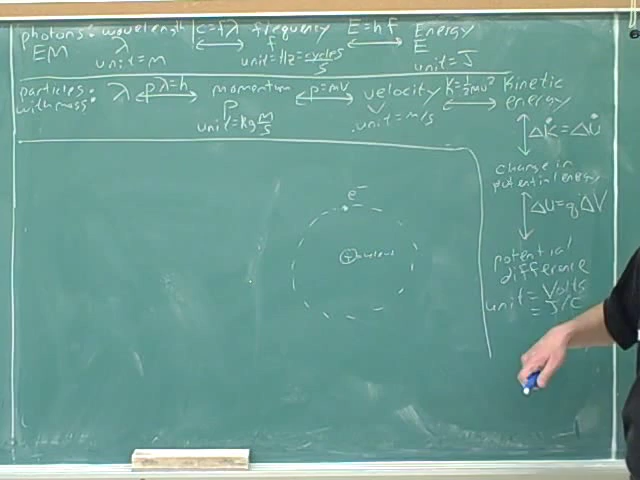 photons: wavelength c=fλ frequency E=hf Energy
EM λ f E
unit=m unit=Hz=cycles/s unit=J
particles with mass: λ pλ=h momentum p=mv velocity K=½mv² Kinetic energy
p v
unit=kg m/s unit=m/s
ΔK=ΔU
change in
potential energy
ΔU=qΔV
potential
difference
unit=Volts
=J/C
e⁻
+ nucleus